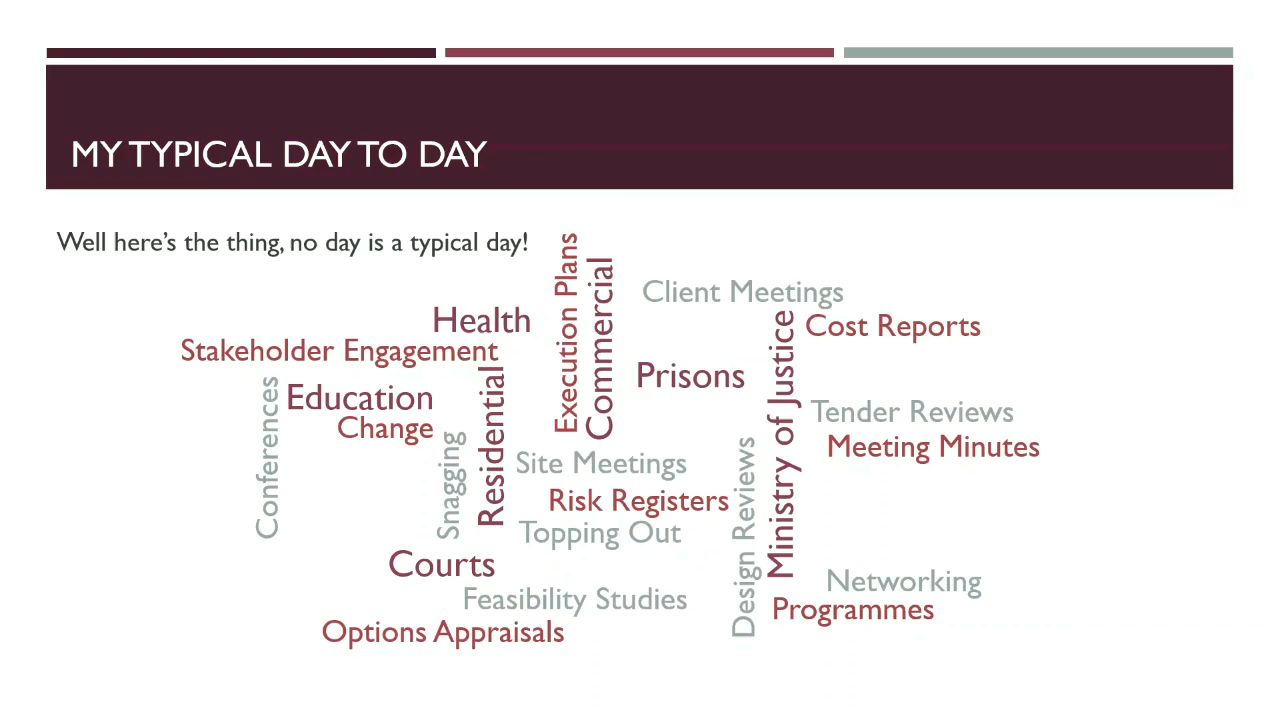 MY TYPICAL DAY TO DAY
Well here's the thing, no day is a typical day!
Execution Plans
Commercial
Client Meetings
Health
Cost Reports
Stakeholder Engagement
Prisons
Ministry of Justice
Education
Conferences
Residential
Tender Reviews
Change
Meeting Minutes
Snagging
Site Meetings
Risk Registers
Design Reviews
Topping Out
Courts
Networking
Feasibility Studies
Programmes
Options Appraisals